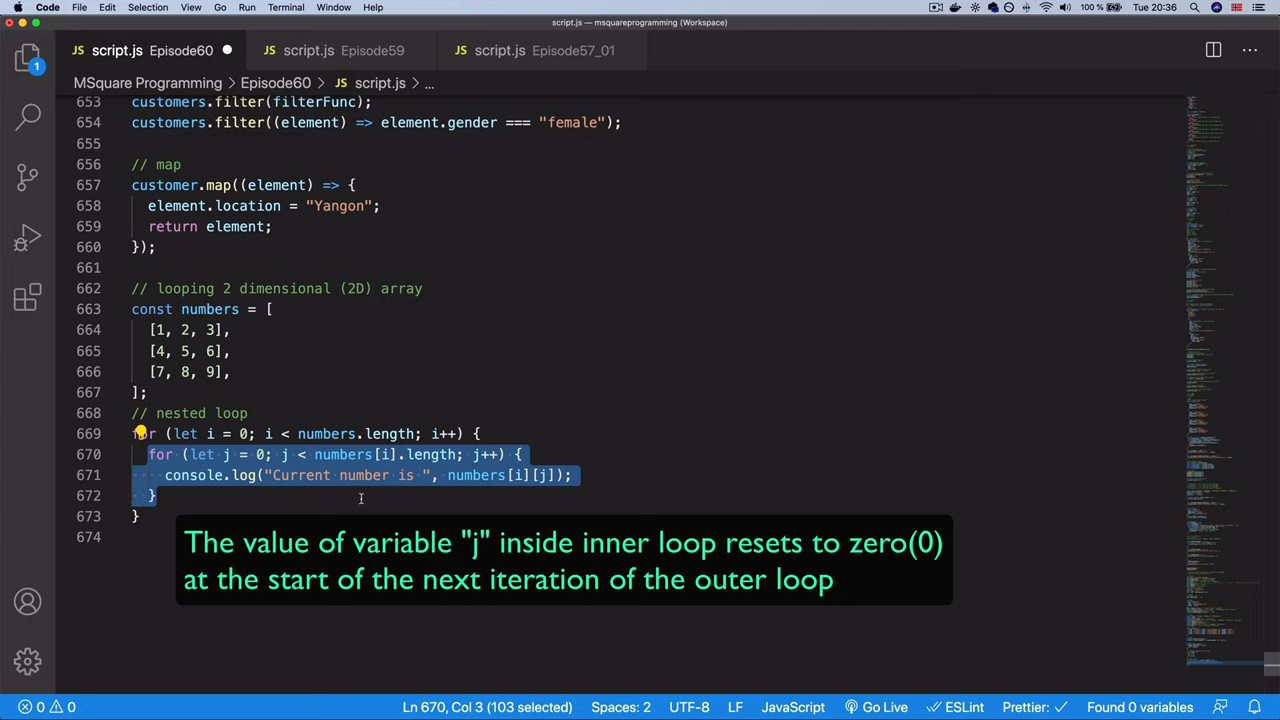 Code File Edit Selection View Go Run Terminal Window Help 100 % Tue 20:36
script.js — msquareprogramming (Workspace)
JS script.js Episode60 JS script.js Episode59 JS script.js Episode57_01
MSquare Programming > Episode60 > JS script.js > ...
1
653 customers.filter(filterFunc);
654 customers.filter((element) => element.gender === "female");
655
656 // map
657 customer.map((element) => {
658 element.location = "Yangon";
659 return element;
660 });
661
662 // looping 2 dimensional (2D) array
663 const numbers = [
664 [1, 2, 3],
665 [4, 5, 6],
666 [7, 8, 9],
667 ];
668 // nested loop
669 for (let i = 0; i < numbers.length; i++) {
670 for (let j = 0; j < numbers[i].length; j++) {
671 console.log("Current number is ", numbers[i][j]);
672 }
673 }
674
The value of variable "j" inside inner loop resets to zero(0)
at the start of the next iteration of the outer loop
0 0 Ln 670, Col 3 (103 selected) Spaces: 2 UTF-8 LF JavaScript Go Live ESLint Prettier: ✓ Found 0 variables